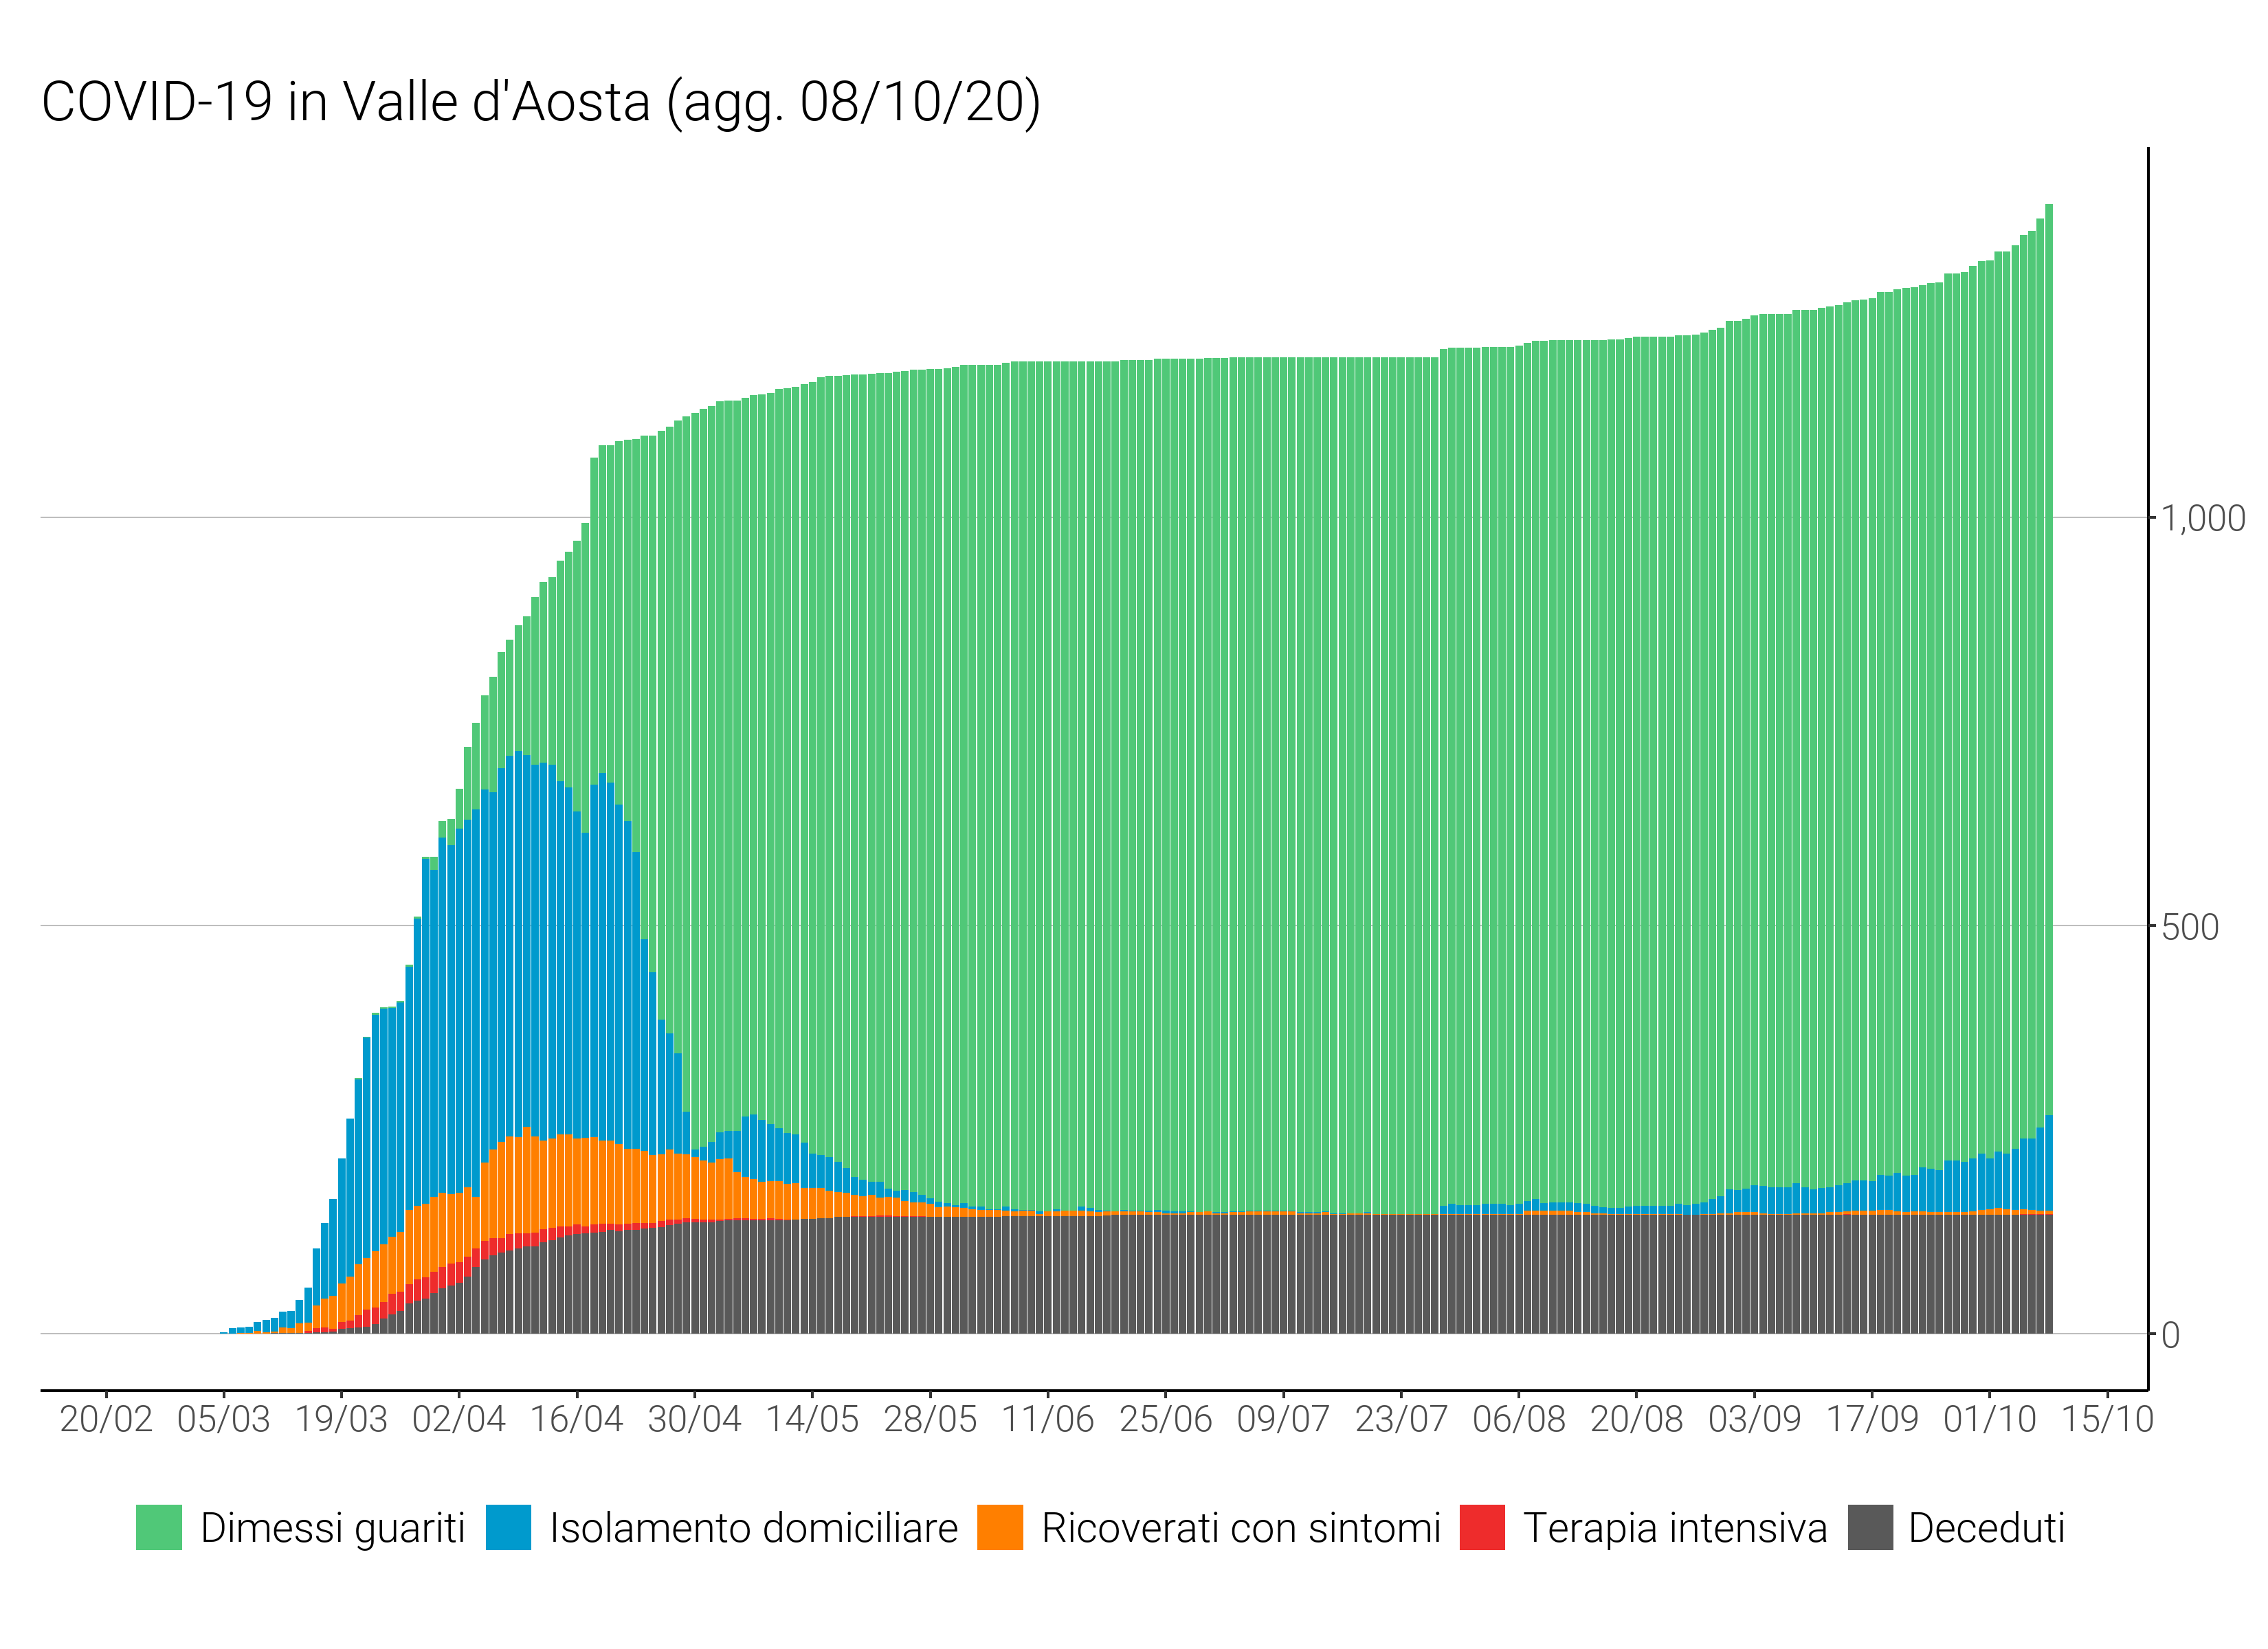 COVID-19 in Valle d'Aosta (agg. 08/10/20)
1,000
500
0
20/02 05/03 19/03 02/04 16/04 30/04 14/05 28/05 11/06 25/06 09/07 23/07 06/08 20/08 03/09 17/09 01/10 15/10
Dimessi guariti Isolamento domiciliare Ricoverati con sintomi Terapia intensiva Deceduti